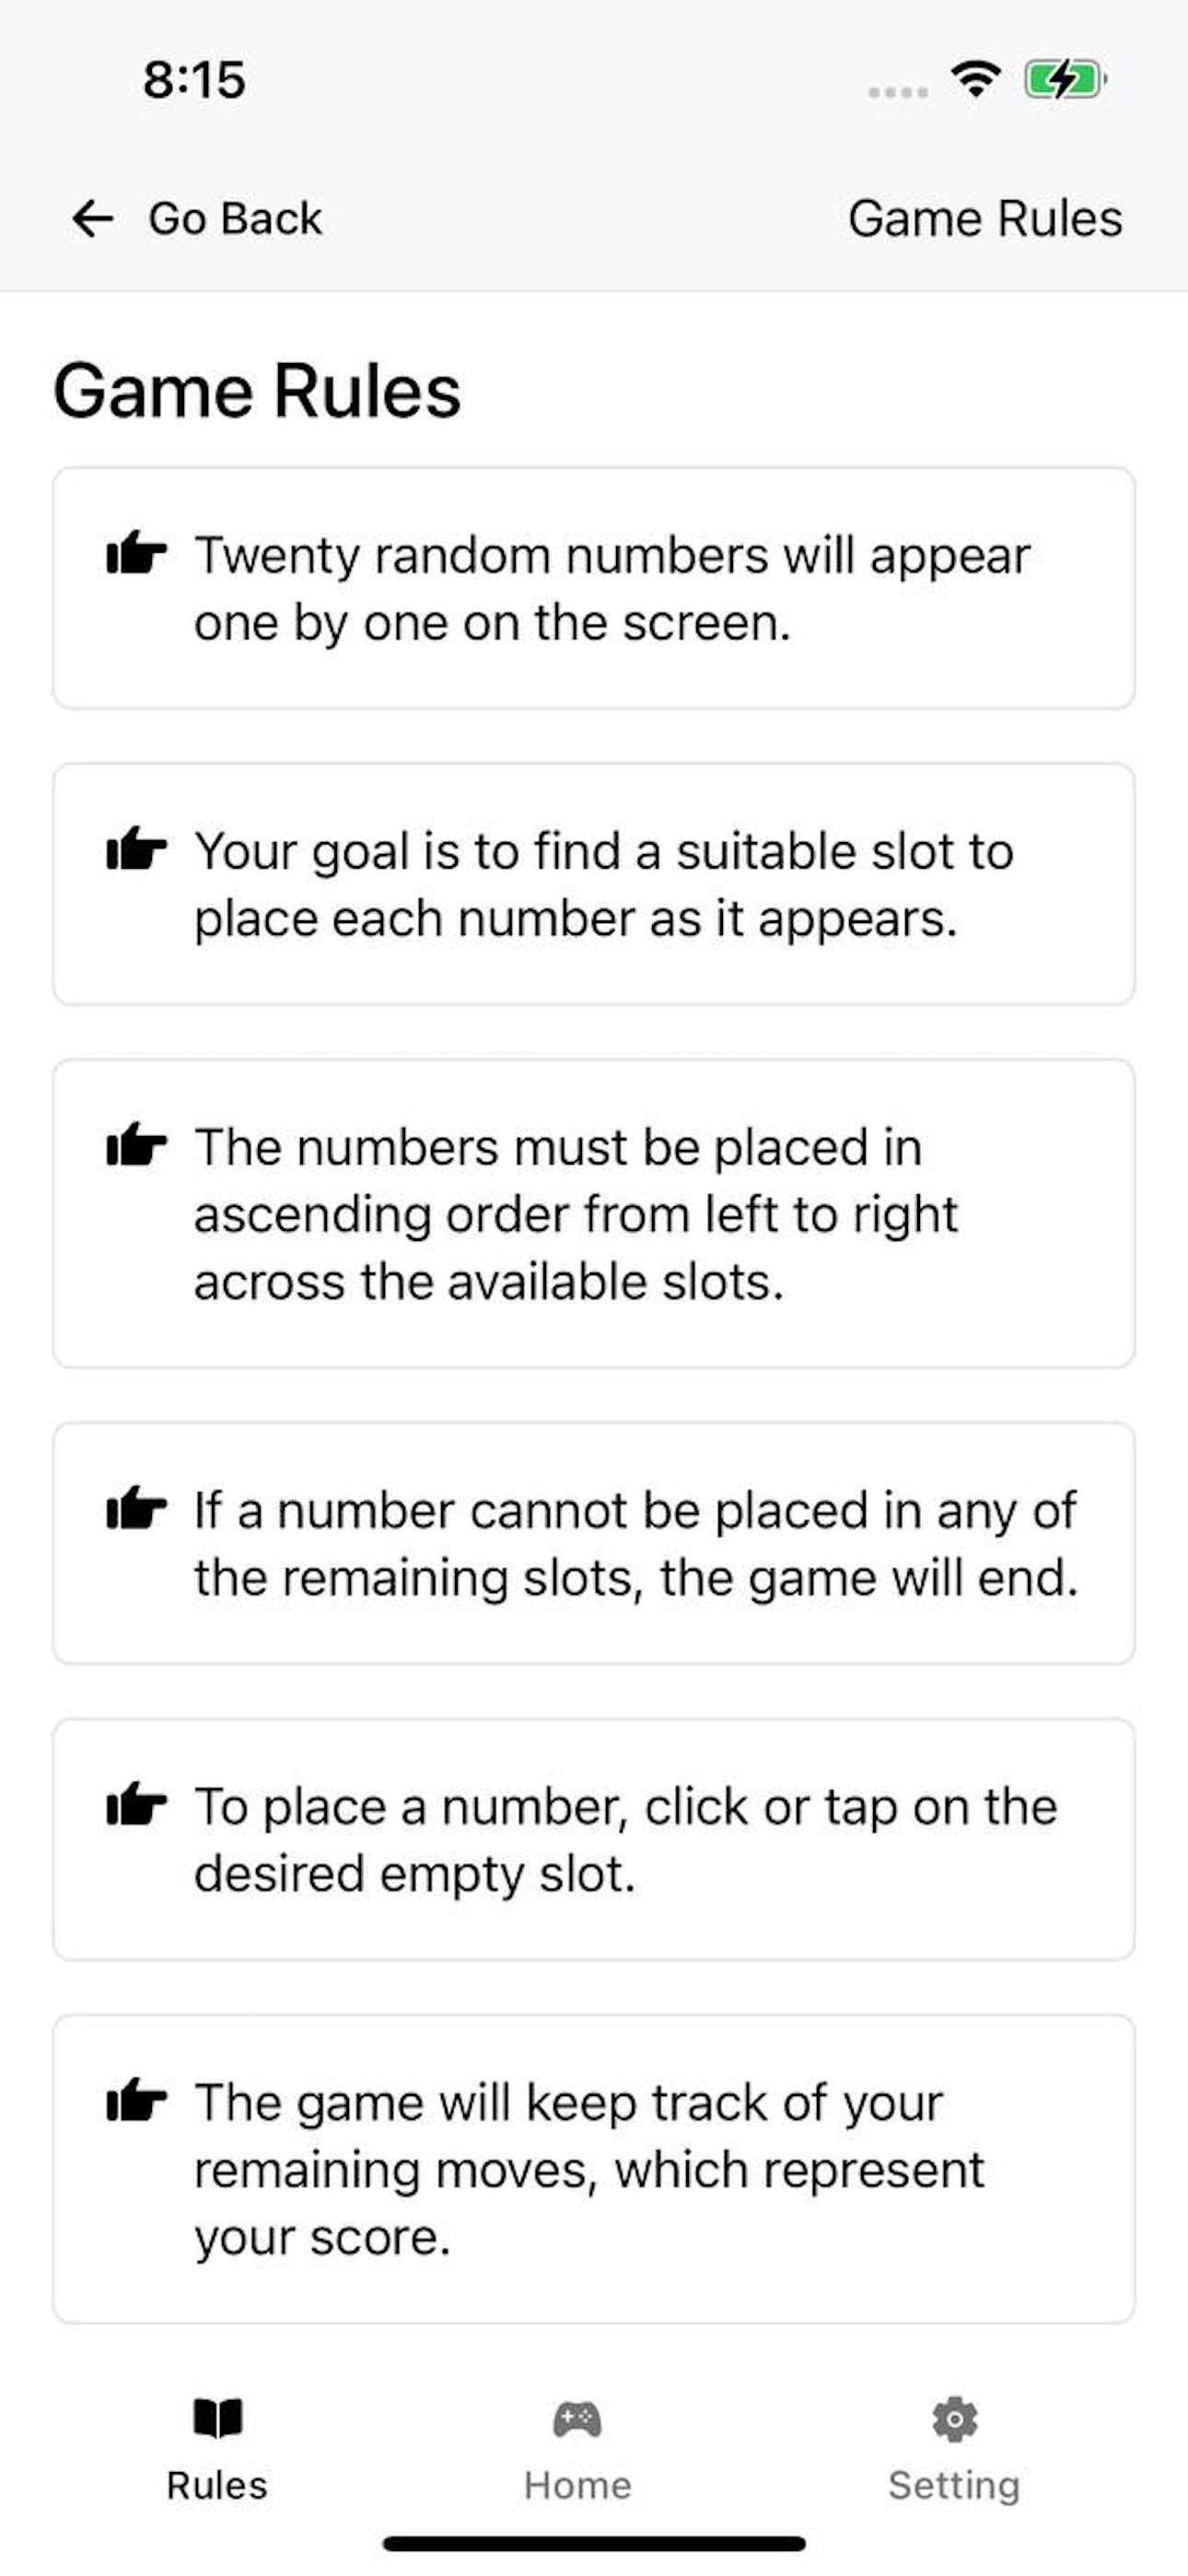 8:15
Go Back
Game Rules
Game Rules
Twenty random numbers will appear
one by one on the screen.
Your goal is to find a suitable slot to
place each number as it appears.
The numbers must be placed in
ascending order from left to right
across the available slots.
If a number cannot be placed in any of
the remaining slots, the game will end.
To place a number, click or tap on the
desired empty slot.
The game will keep track of your
remaining moves, which represent
your score.
Rules
Home
Setting